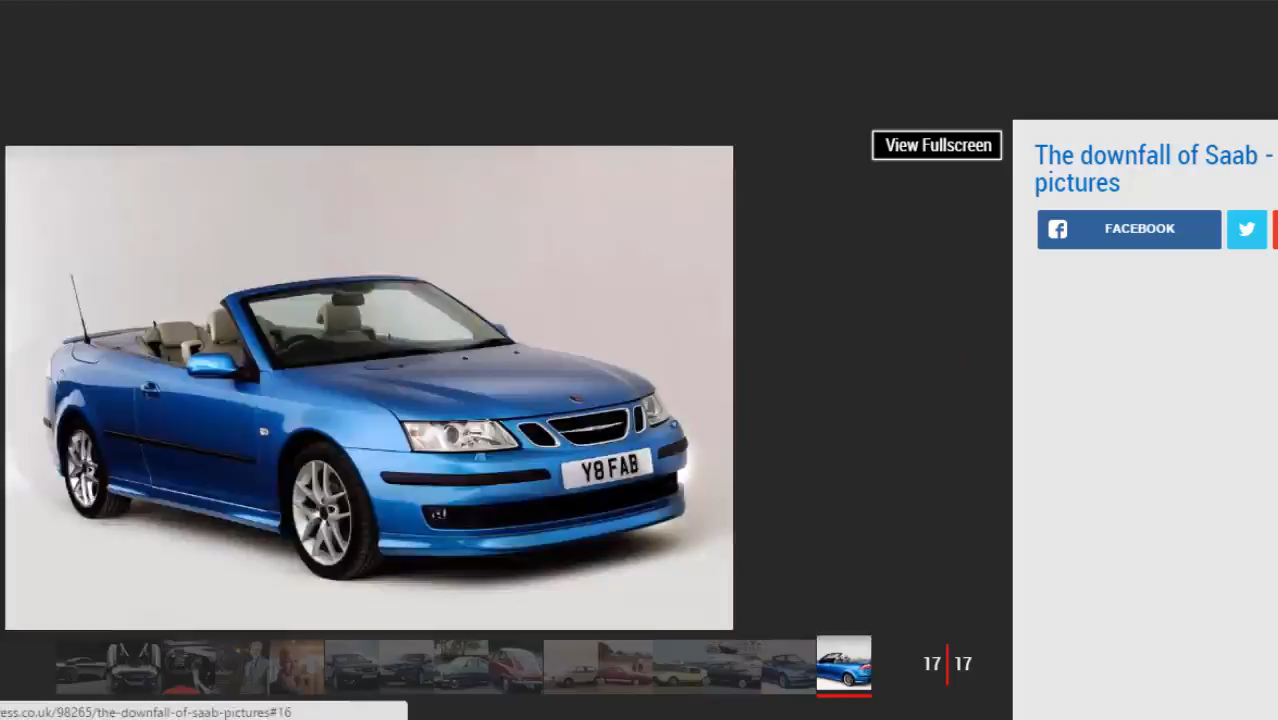 View Fullscreen
The downfall of Saab -
pictures
FACEBOOK
Y8 FAB
17 17
ess.co.uk/98265/the-downfall-of-saab-pictures#16